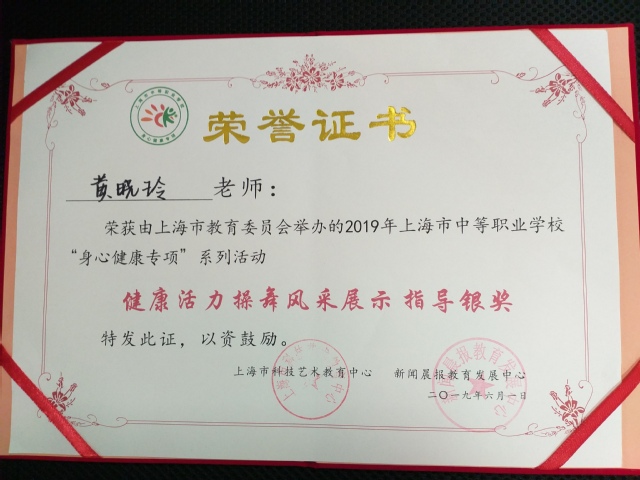 荣誉证书
黄晓玲 老师：
荣获由上海市教育委员会举办的2019年上海市中等职业学校
“身心健康专项”系列活动
健康活力操舞风采展示 指导银奖
特发此证，以资鼓励。
上海市科技艺术教育中心 新闻晨报教育发展中心
二〇一九年六月一日